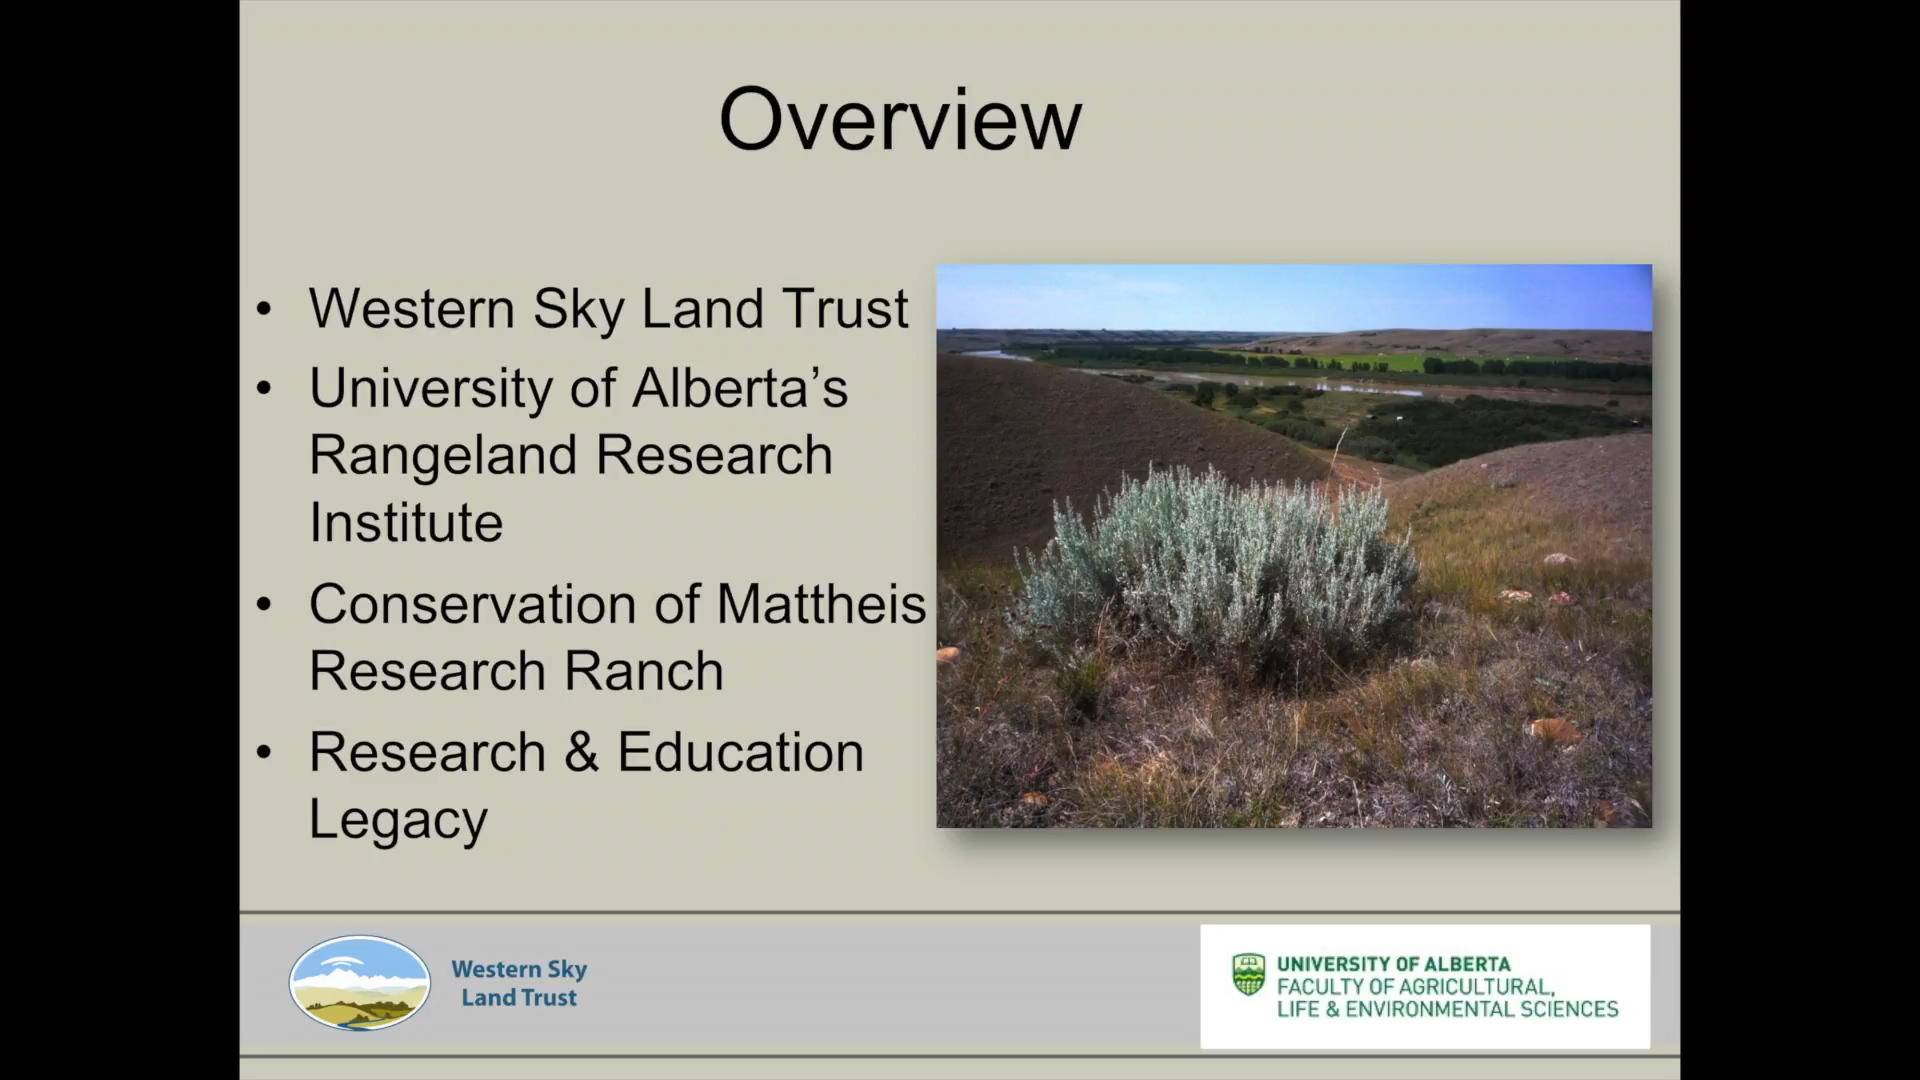 Overview
• Western Sky Land Trust
• University of Alberta’s
Rangeland Research
Institute
• Conservation of Mattheis
Research Ranch
• Research & Education
Legacy
Western Sky
Land Trust
UNIVERSITY OF ALBERTA
FACULTY OF AGRICULTURAL,
LIFE & ENVIRONMENTAL SCIENCES